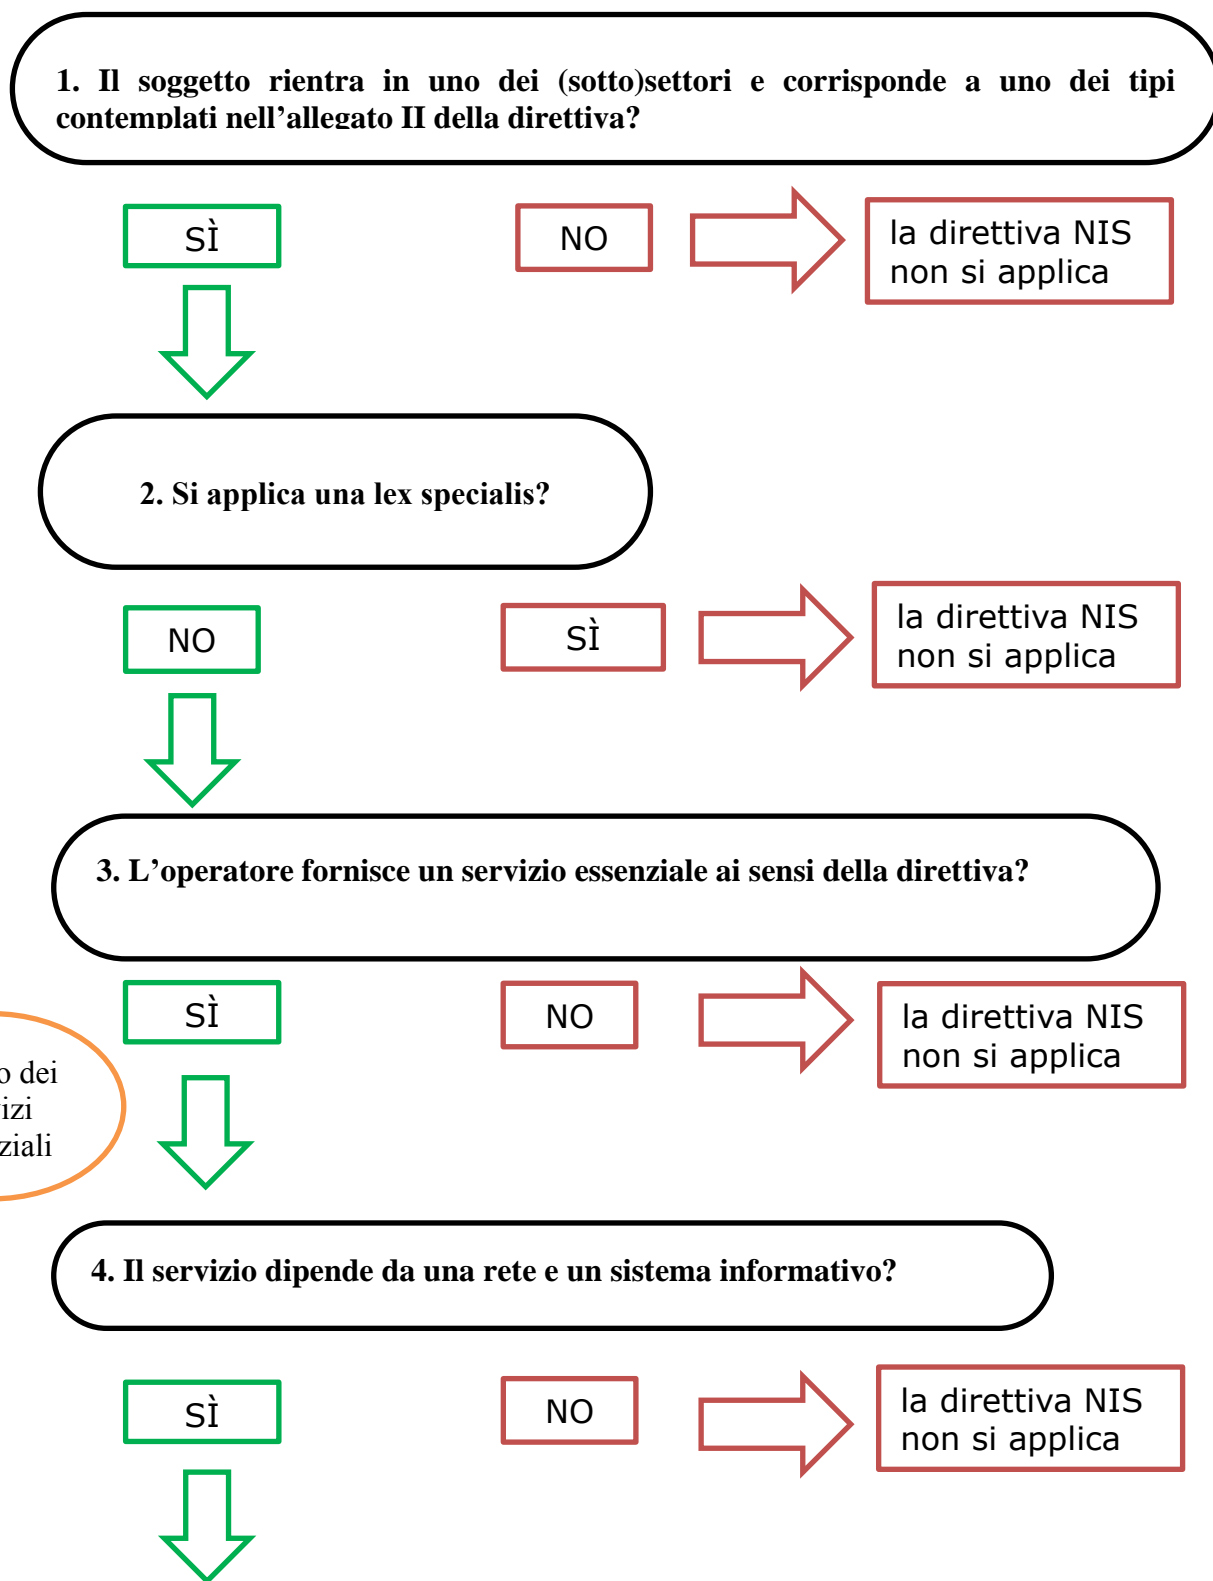 1. Il soggetto rientra in uno dei (sotto)settori e corrisponde a uno dei tipi
contemplati nell’allegato II della direttiva?
SÌ
NO
la direttiva NIS
non si applica
2. Si applica una lex specialis?
NO
SÌ
la direttiva NIS
non si applica
3. L’operatore fornisce un servizio essenziale ai sensi della direttiva?
SÌ
NO
la direttiva NIS
non si applica
dei
4. Il servizio dipende da una rete e un sistema informativo?
SÌ
NO
la direttiva NIS
non si applica